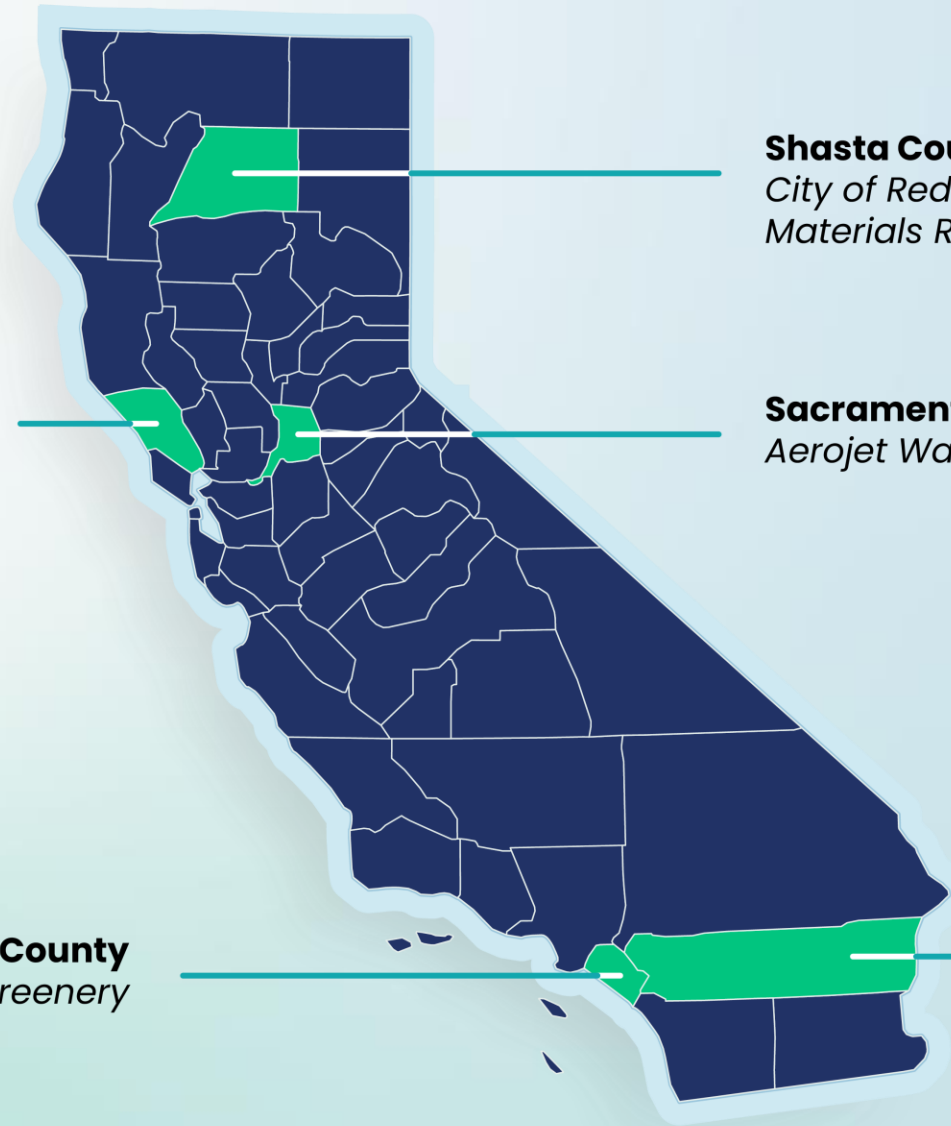 Shasta Cou
City of Red
Materials R
Sacramen
Aerojet Wa
County
reenery